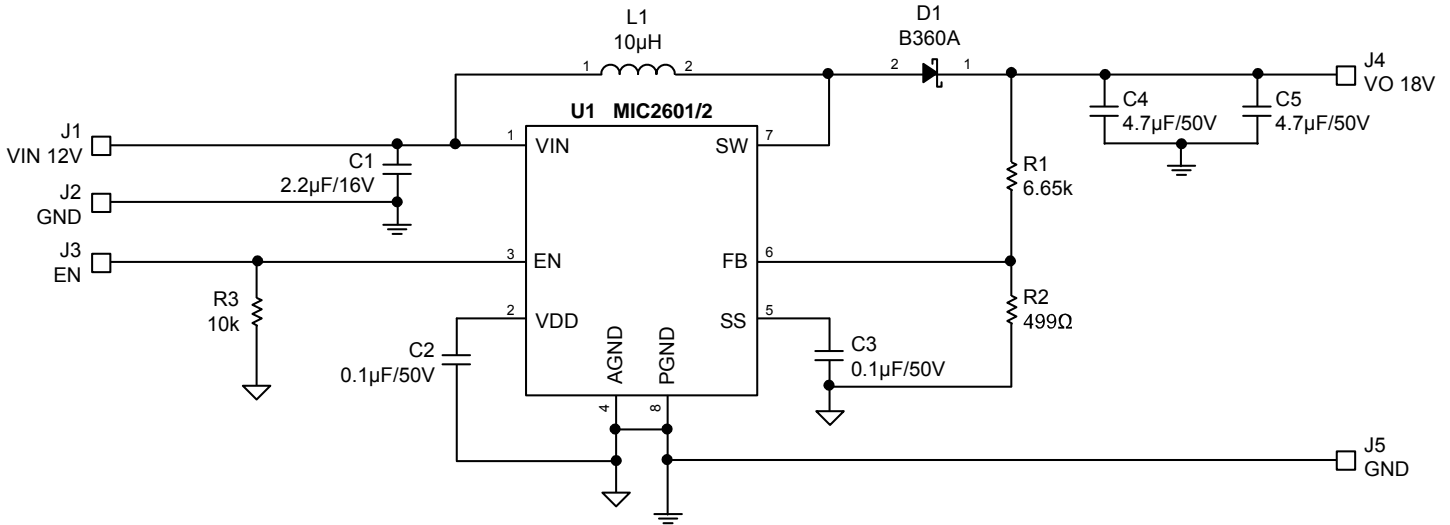 L1
10µH
D1
B360A
1
2
2
1
J4
VO 18V
C4
4.7µF/50V
C5
4.7µF/50V
U1 MIC2601/2
J1
VIN 12V
1
VIN
SW
7
C1
2.2µF/16V
R1
6.65k
J2
GND
J3
EN
3
EN
FB
6
R3
10k
2
VDD
SS
5
R2
499Ω
C2
0.1µF/50V
AGND
PGND
C3
0.1µF/50V
4
8
J5
GND